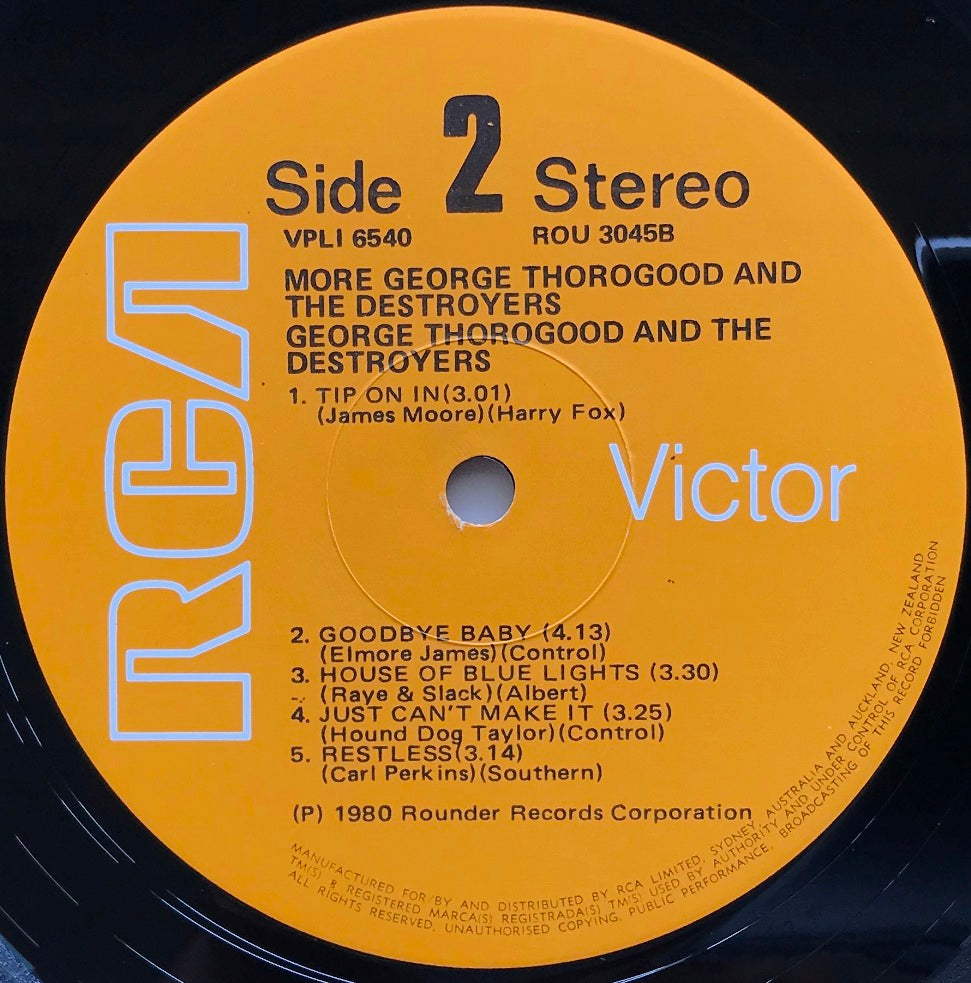 Side 2 Stereo
VPLI 6540 ROU 3045B
MORE GEORGE THOROGOOD AND
THE DESTROYERS
GEORGE THOROGOOD AND THE
DESTROYERS
1. TIP ON IN(3.01)
(James Moore)(Harry Fox)
RCA
Victor
2. GOODBYE BABY (4.13)
(Elmore James)(Control)
3. HOUSE OF BLUE LIGHTS (3.30)
(Raye & Slack)(Albert)
4. JUST CAN'T MAKE IT (3.25)
(Hound Dog Taylor)(Control)
5. RESTLESS(3.14)
(Carl Perkins)(Southern)
(P) 1980 Rounder Records Corporation
MANUFACTURED FOR/BY AND DISTRIBUTED BY RCA LIMITED, SYDNEY, AUSTRALIA AND AUCKLAND, NEW ZEALAND
TM(S) ® REGISTERED MARCA(S) REGISTRADA(S) TM(S) USED BY AUTHORITY AND UNDER CONTROL OF RCA CORPORATION
ALL RIGHTS RESERVED. UNAUTHORISED COPYING, PUBLIC PERFORMANCE, BROADCASTING OF THIS RECORD FORBIDDEN